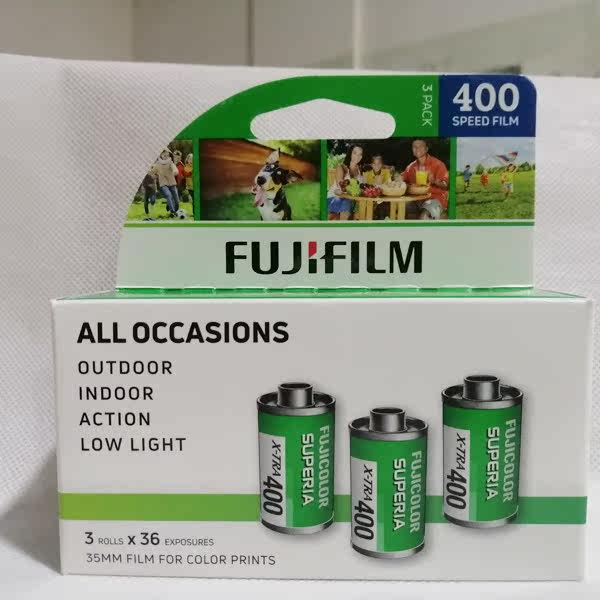 3 PACK
400
SPEED FILM
FUJIFILM
ALL OCCASIONS
OUTDOOR
INDOOR
ACTION
LOW LIGHT
FUJICOLOR
SUPERIA
X-TRA 400
FUJICOLOR
SUPERIA
X-TRA 400
FUJICOLOR
SUPERIA
X-TRA 400
3 ROLLS x 36 EXPOSURES
35MM FILM FOR COLOR PRINTS